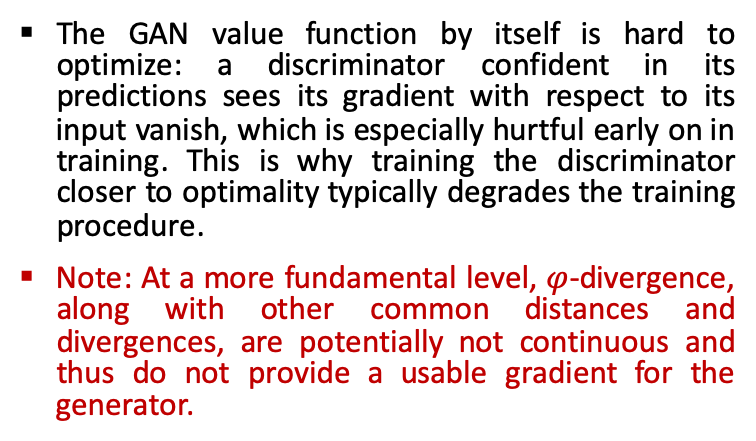 ▪ The GAN value function by itself is hard to
optimize: a discriminator confident in its
predictions sees its gradient with respect to its
input vanish, which is especially hurtful early on in
training. This is why training the discriminator
closer to optimality typically degrades the training
procedure.
▪ Note: At a more fundamental level, φ-divergence,
along with other common distances and
divergences, are potentially not continuous and
thus do not provide a usable gradient for the
generator.